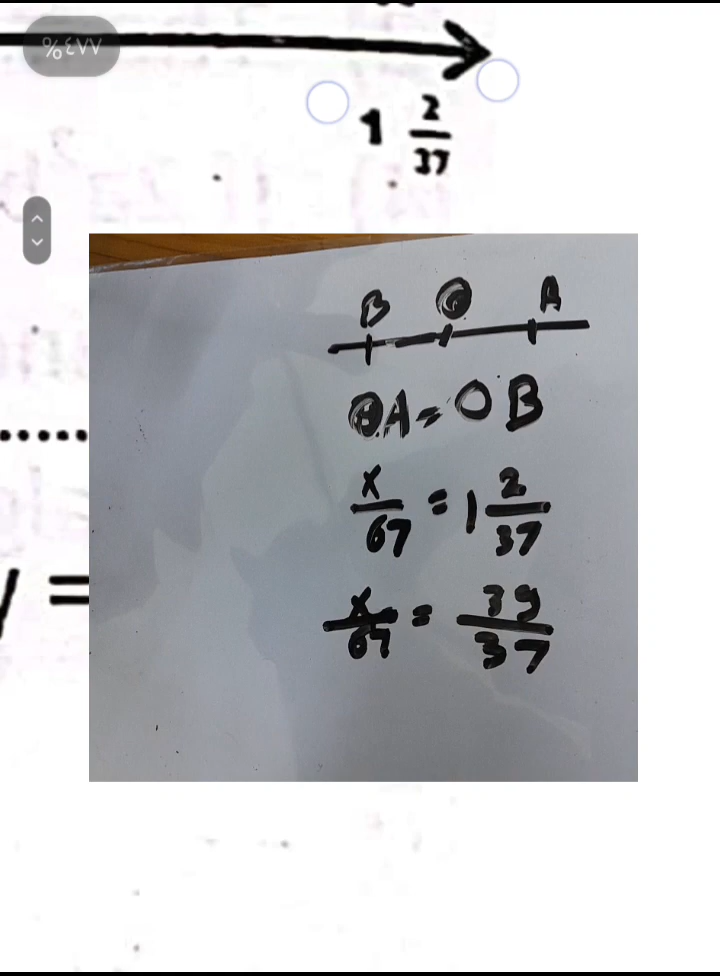 %٤٧٧
1 2/37
B O A
OA = OB
x/67 = 1 2/37
x/67 = 39/37
=